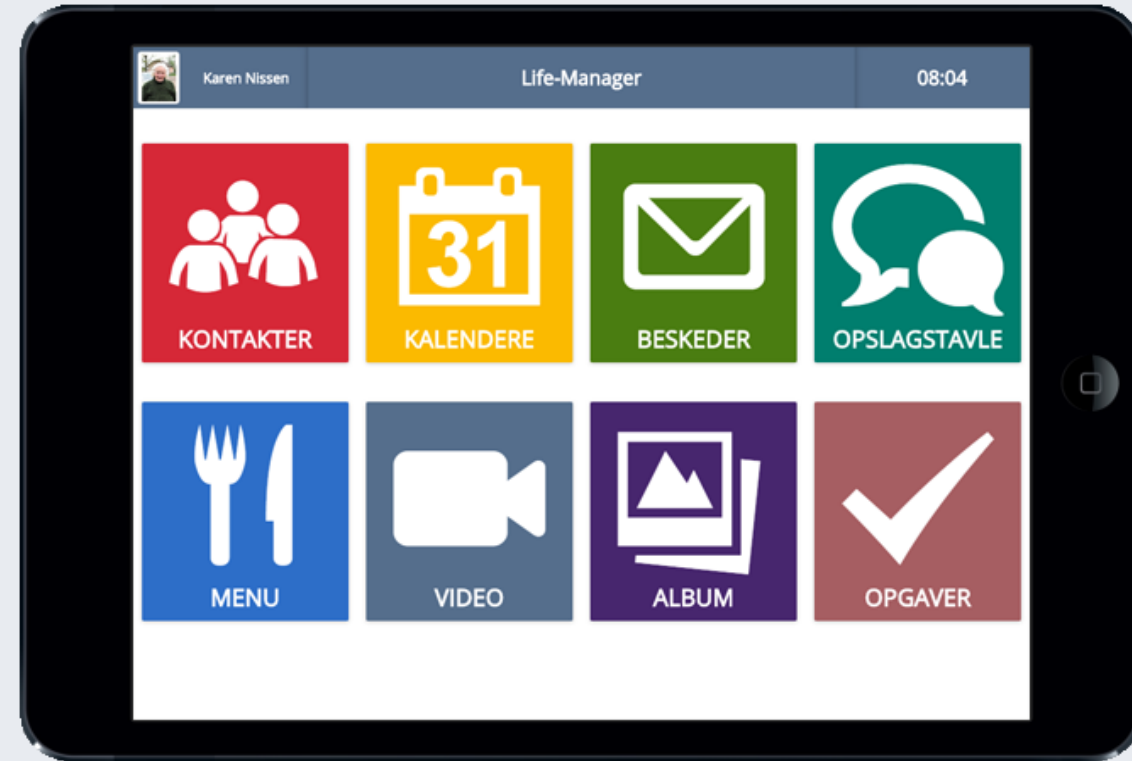 Karen Nissen
Life-Manager
08:04
31
KONTAKTER
KALENDERE
BESKEDER
OPSLAGSTAVLE
MENU
VIDEO
ALBUM
OPGAVER